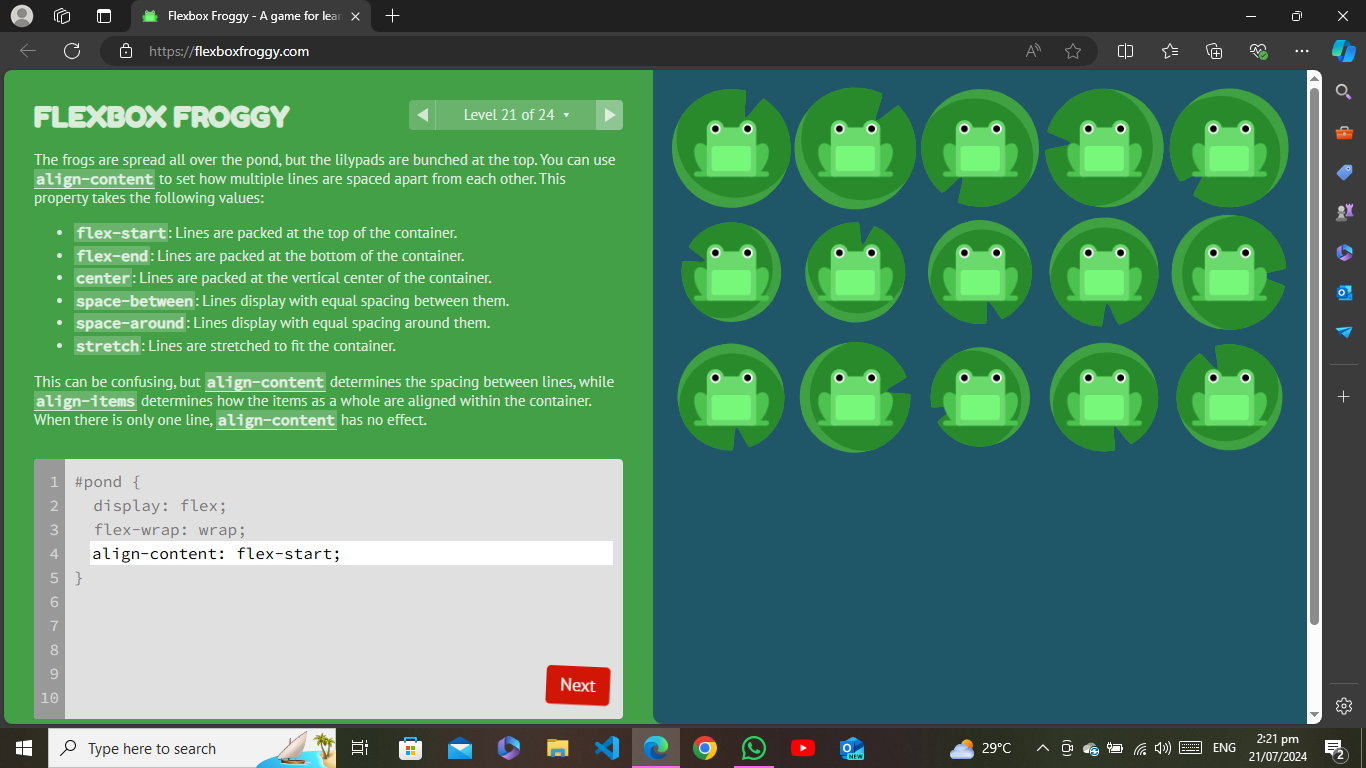 Flexbox Froggy - A game for lear
https://flexboxfroggy.com
FLEXBOX FROGGY
Level 21 of 24
The frogs are spread all over the pond, but the lilypads are bunched at the top. You can use
align-content to set how multiple lines are spaced apart from each other. This
property takes the following values:
• flex-start: Lines are packed at the top of the container.
• flex-end: Lines are packed at the bottom of the container.
• center: Lines are packed at the vertical center of the container.
• space-between: Lines display with equal spacing between them.
• space-around: Lines display with equal spacing around them.
• stretch: Lines are stretched to fit the container.
This can be confusing, but align-content determines the spacing between lines, while
align-items determines how the items as a whole are aligned within the container.
When there is only one line, align-content has no effect.
1 #pond {
2 display: flex;
3 flex-wrap: wrap;
4 align-content: flex-start;
5 }
6
7
8
9
10
Next
Type here to search
NEW
29°C
ENG
2:21 pm
21/07/2024
2